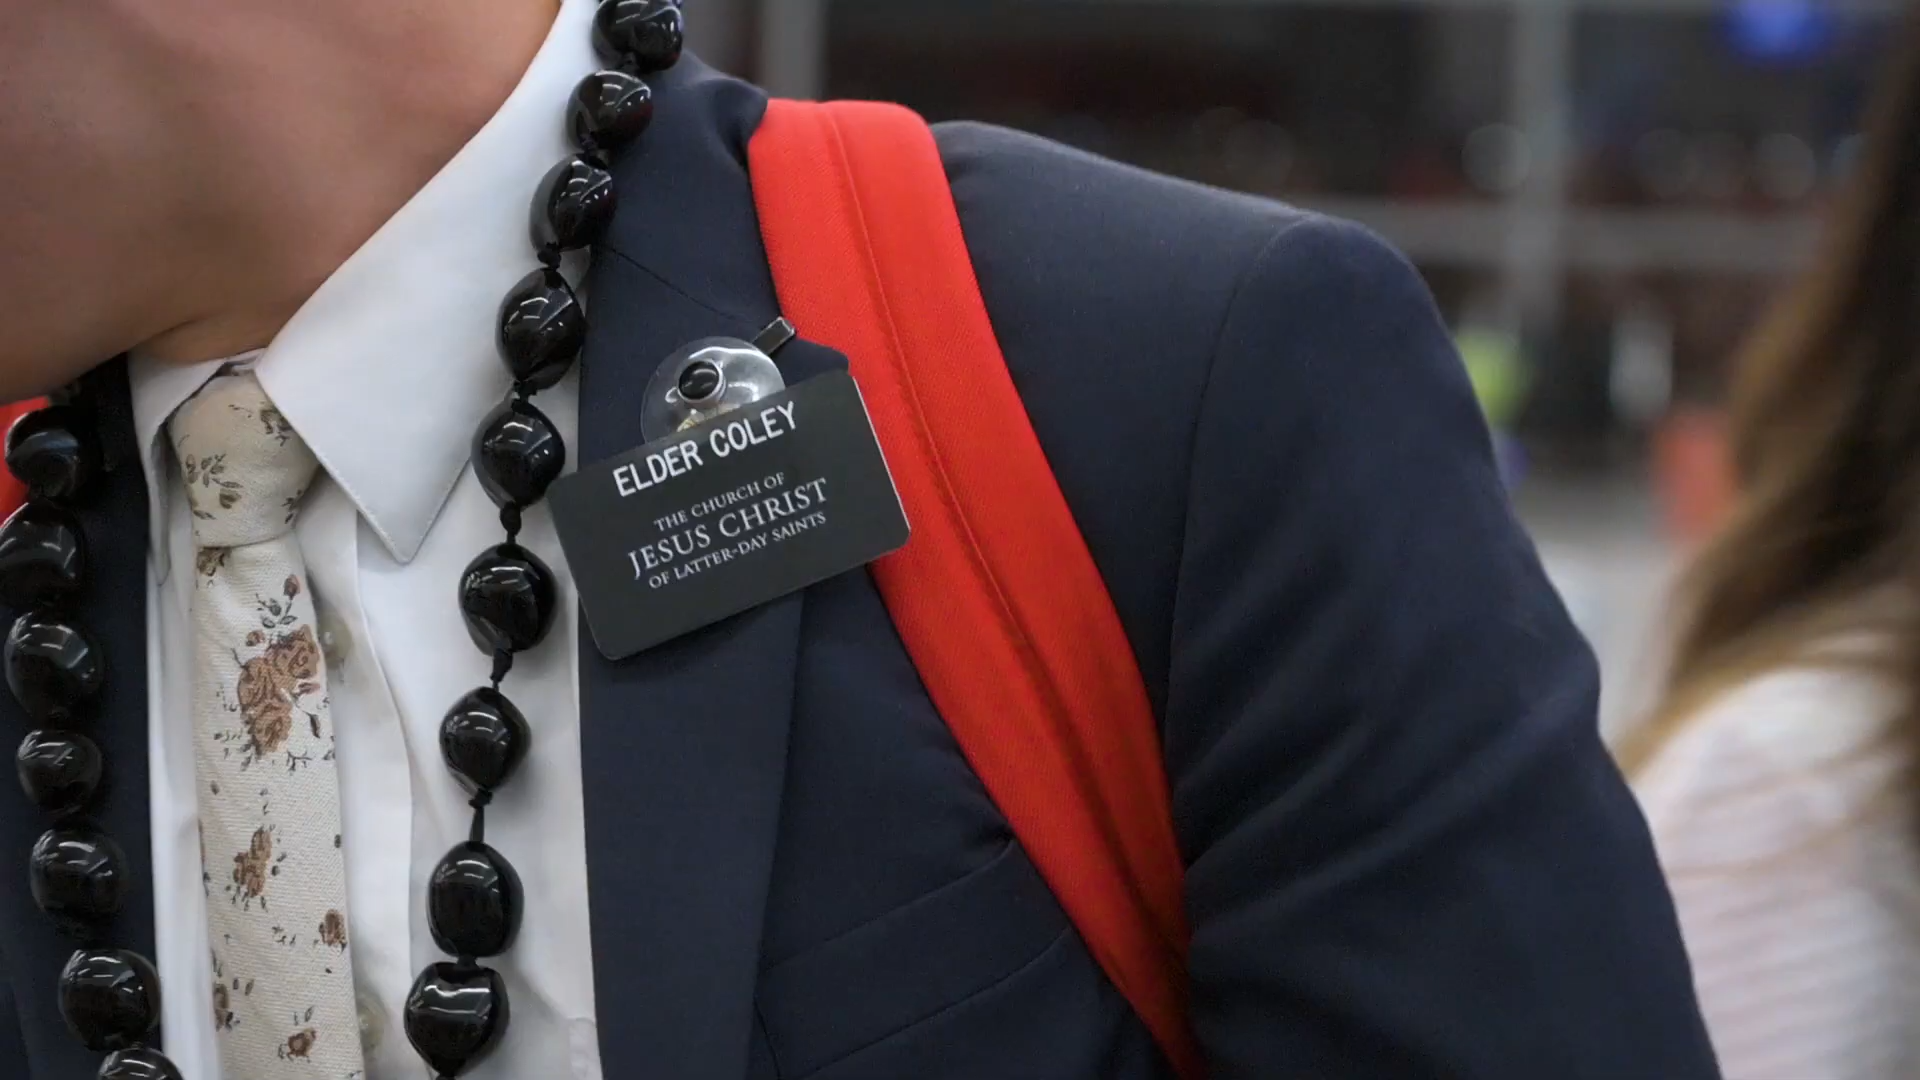 ELDER COLEY
THE CHURCH OF
JESUS CHRIST
OF LATTER-DAY SAINTS